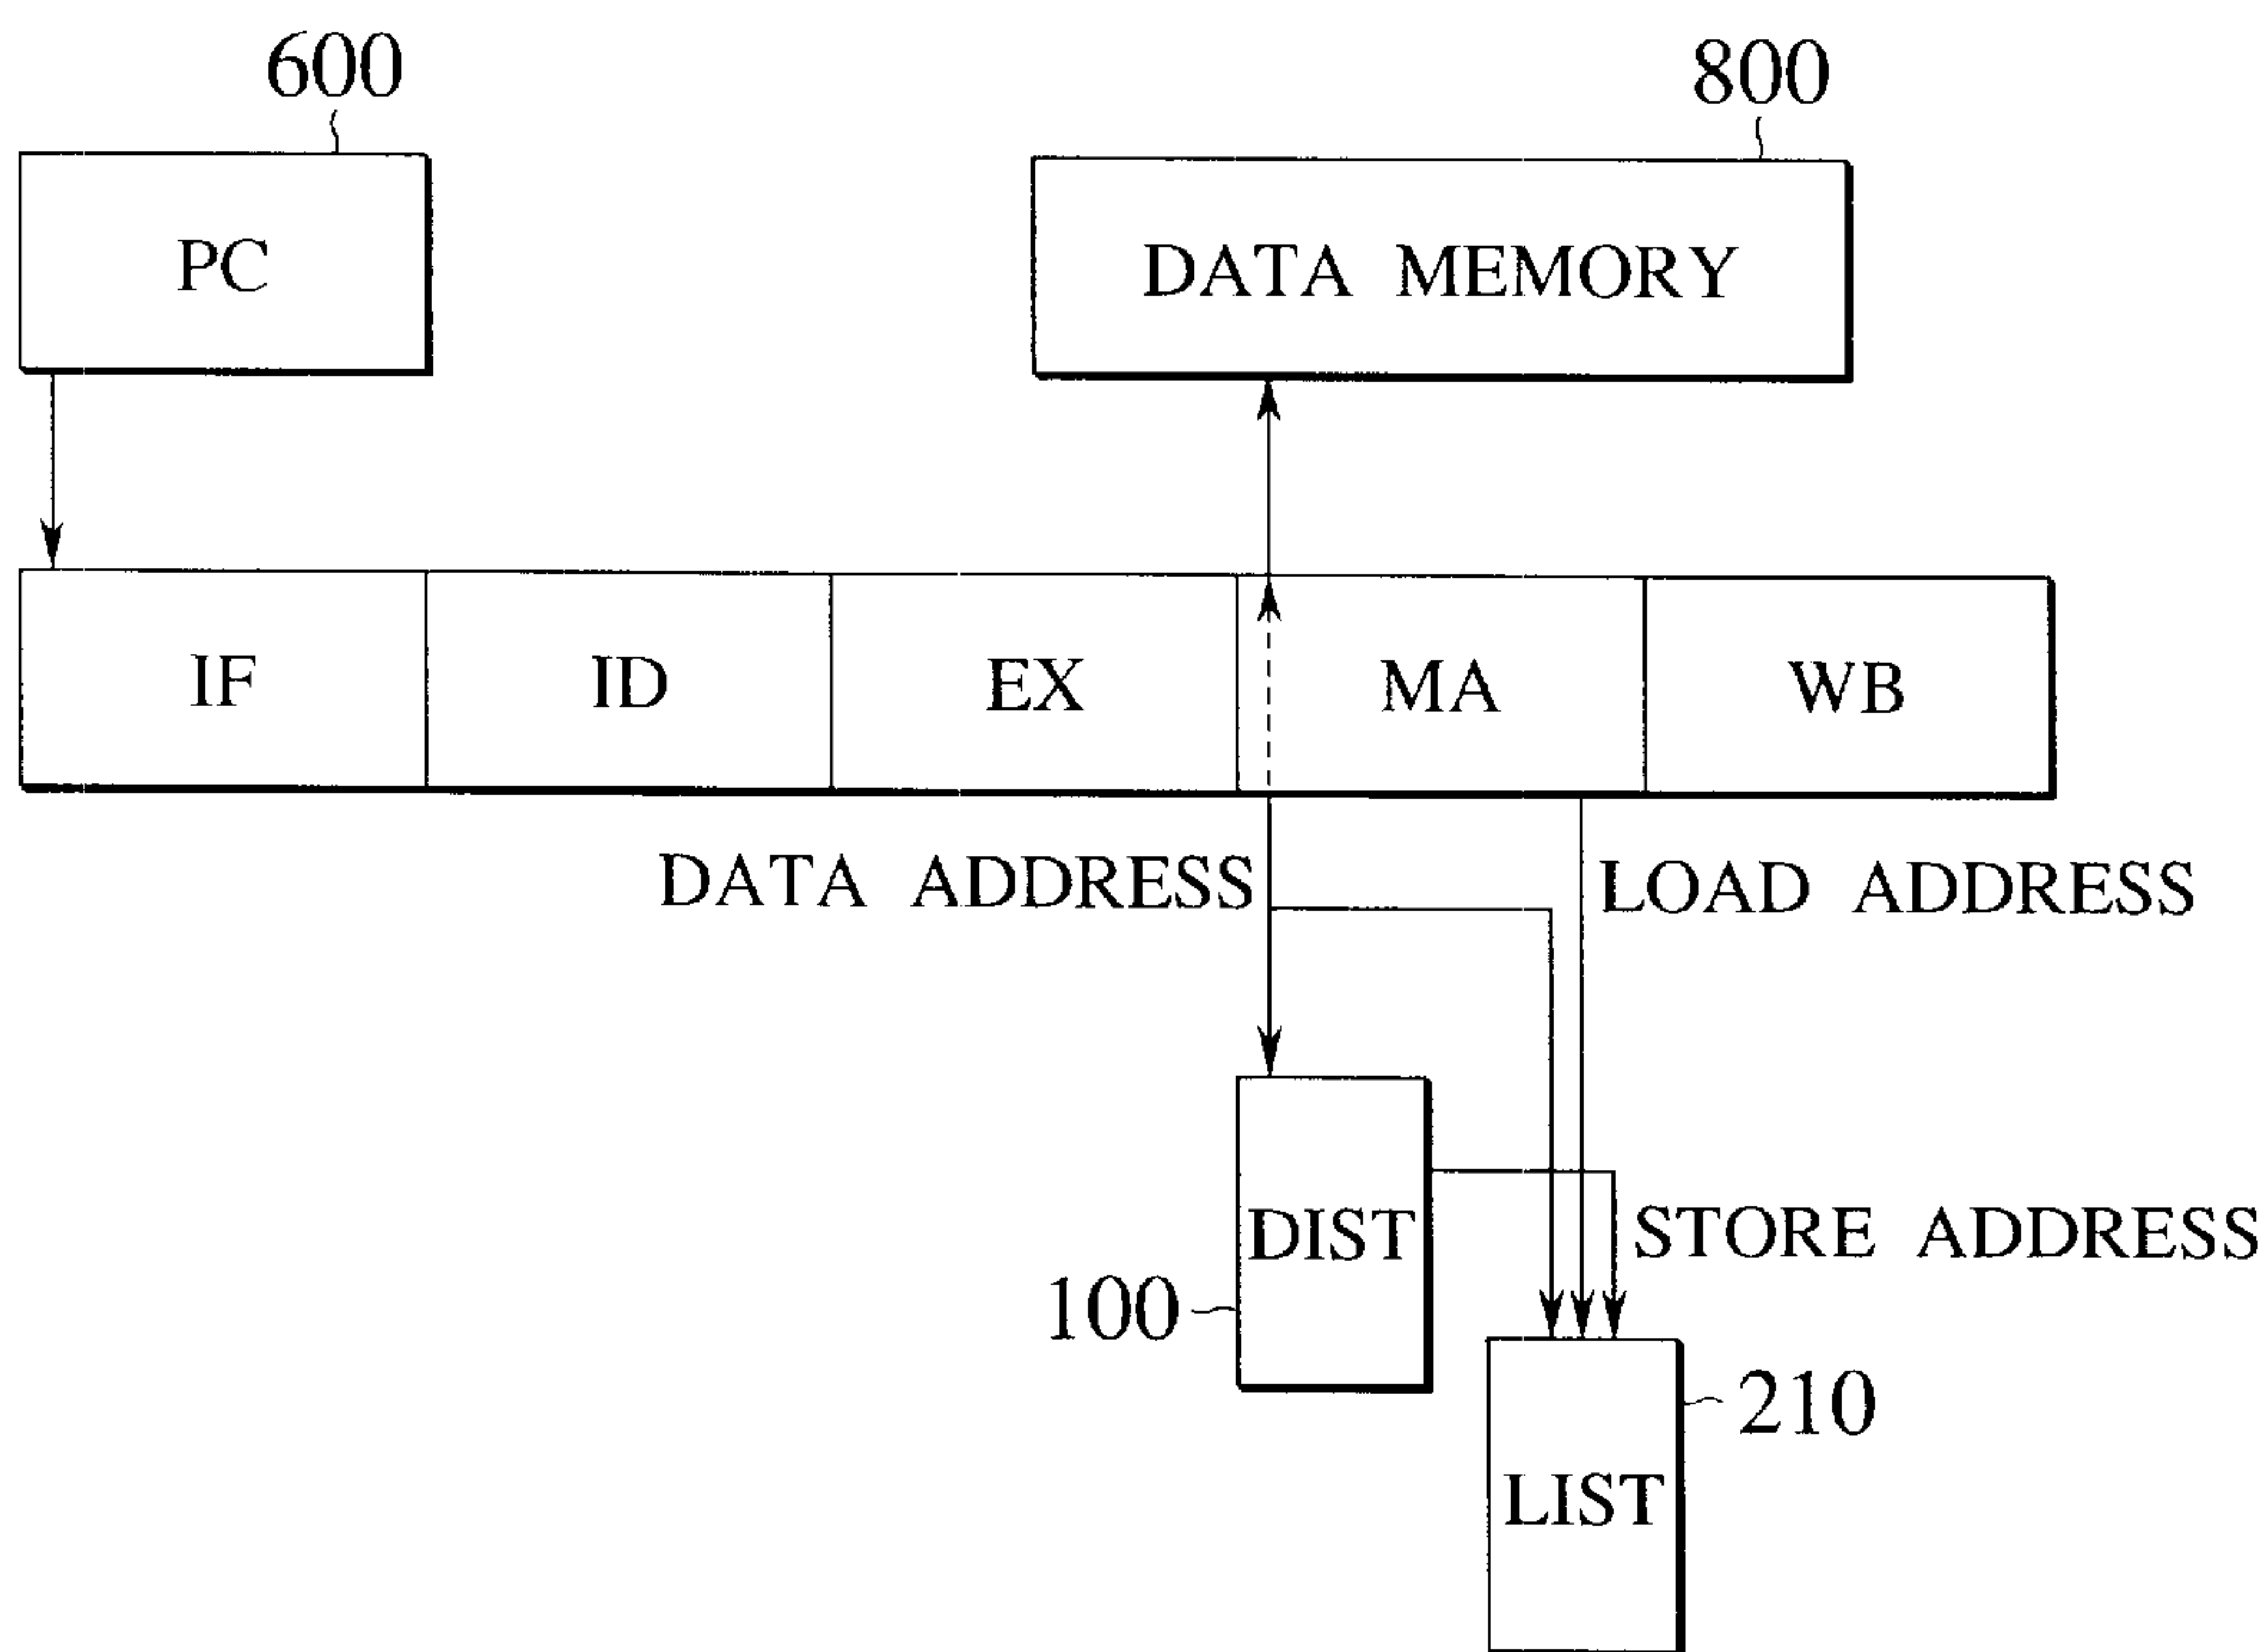 600
800
PC
DATA MEMORY
IF ID EX MA WB
DATA ADDRESS
LOAD ADDRESS
DIST
STORE ADDRESS
100
210
LIST